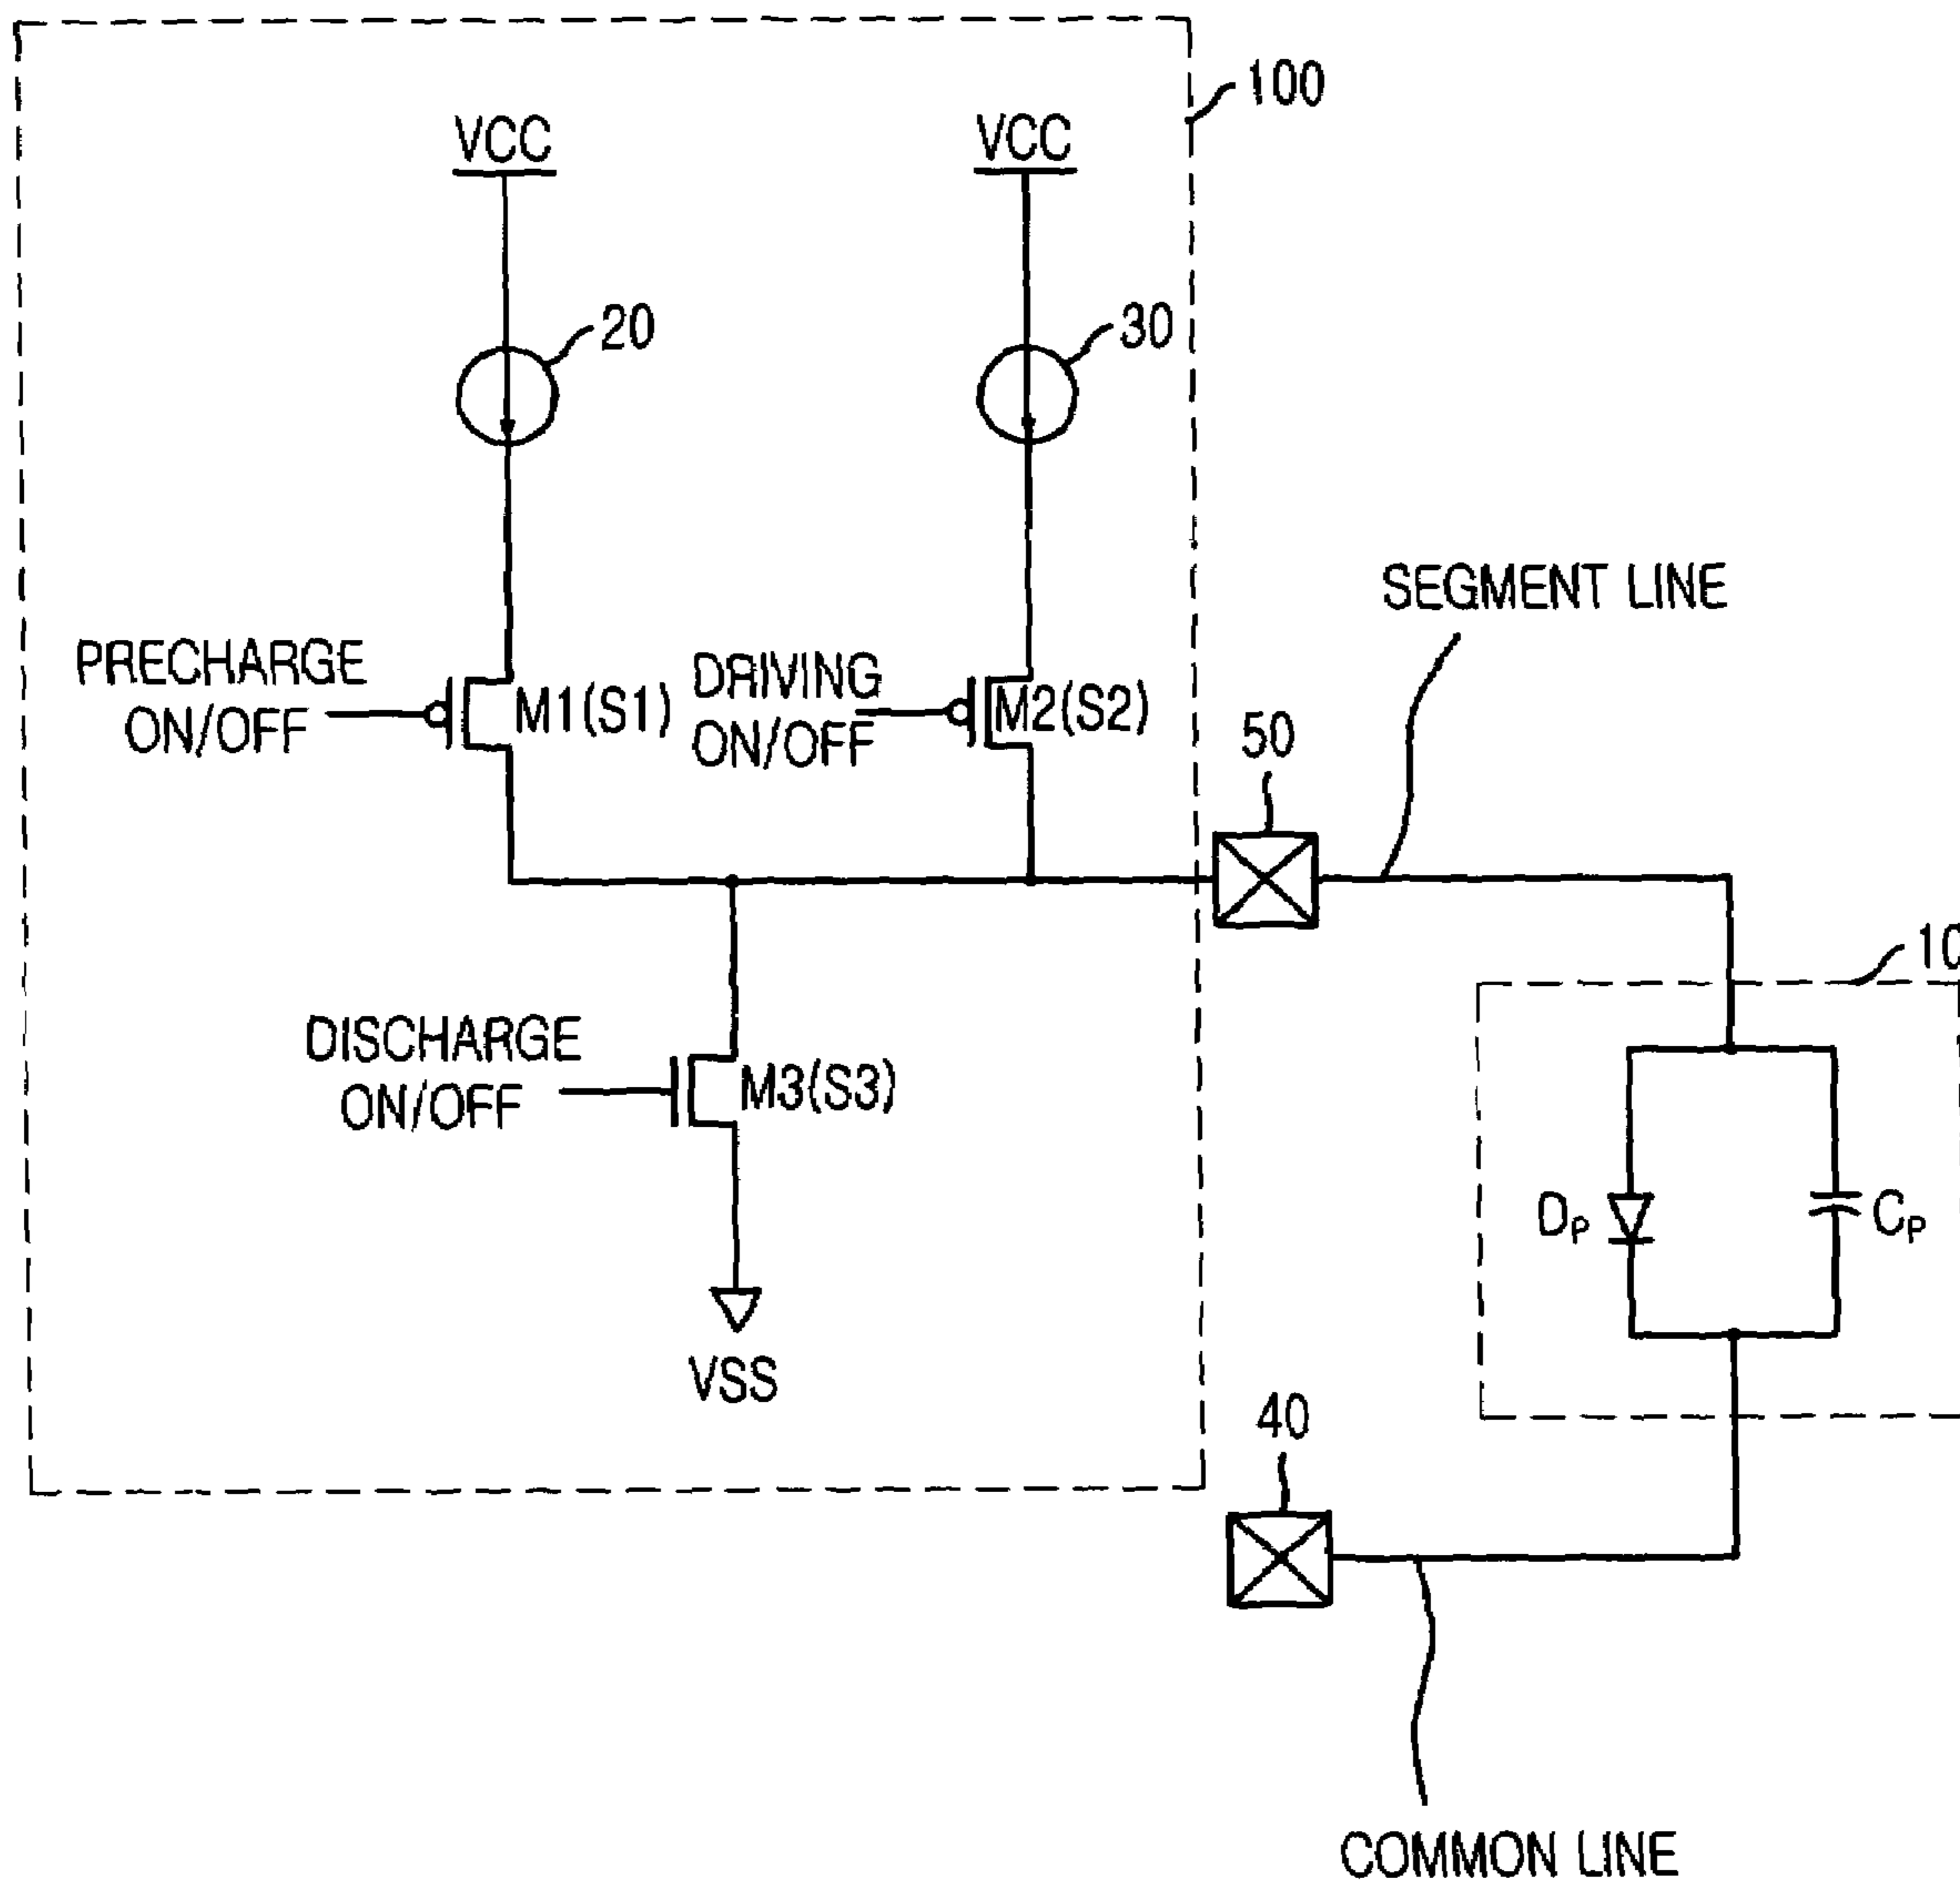 100
VCC
VCC
20
30
SEGMENT LINE
PRECHARGE
ON/OFF
M1(S1)
DRIVING
ON/OFF
M2(S2)
50
10
DISCHARGE
ON/OFF
M3(S3)
DP
CP
VSS
40
COMMON LINE